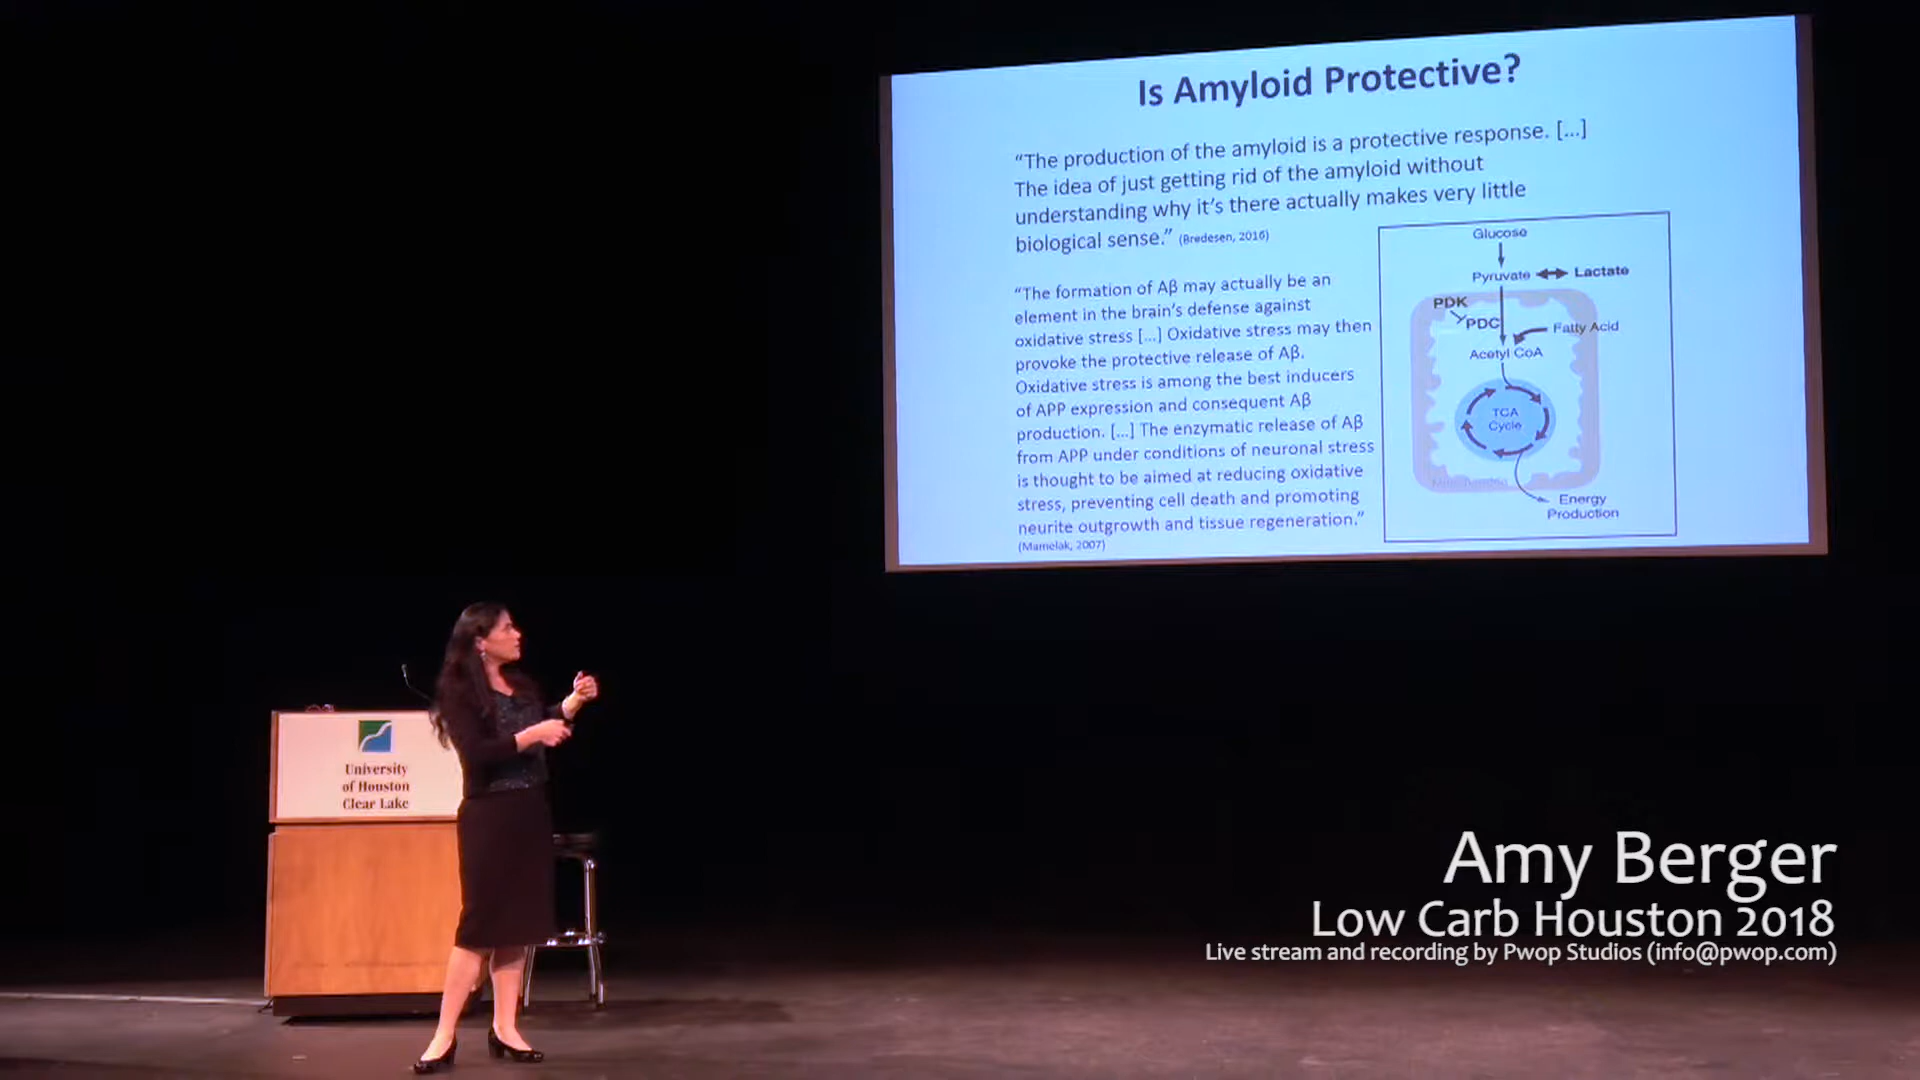 Is Amyloid Protective?
“The production of the amyloid is a protective response. [...]
The idea of just getting rid of the amyloid without
understanding why it’s there actually makes very little
biological sense.” (Bredesen, 2016)
“The formation of Aβ may actually be an
element in the brain’s defense against
oxidative stress [...] Oxidative stress may then
provoke the protective release of Aβ.
Oxidative stress is among the best inducers
of APP expression and consequent Aβ
production. [...] The enzymatic release of Aβ
from APP under conditions of neuronal stress
is thought to be aimed at reducing oxidative
stress, preventing cell death and promoting
neurite outgrowth and tissue regeneration.”
(Mamelak, 2007)
Glucose
Pyruvate
Lactate
PDK
PDC
Fatty Acid
Acetyl CoA
TCA
Cycle
Energy
Production
University
of Houston
Clear Lake
Amy Berger
Low Carb Houston 2018
Live stream and recording by Pwop Studios (info@pwop.com)